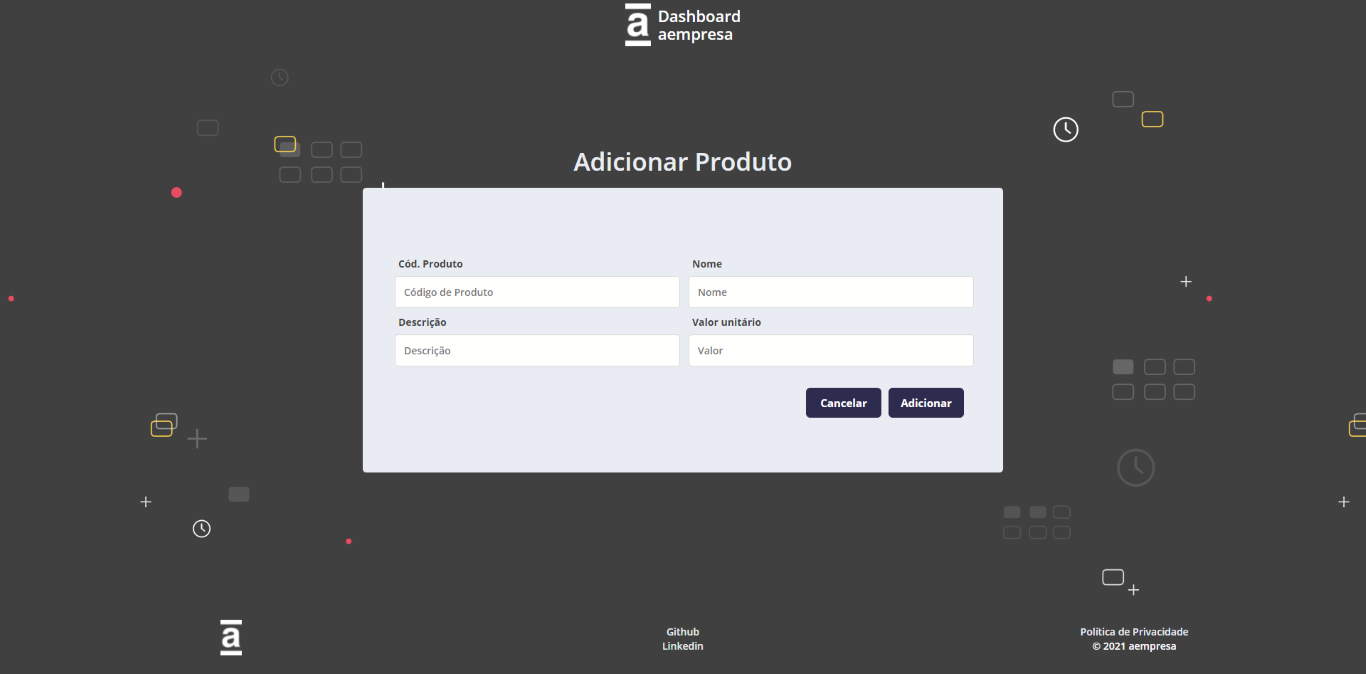 a
Dashboard
aempresa
Adicionar Produto
Cód. Produto
Nome
Código de Produto
Nome
Descrição
Valor unitário
Descrição
Valor
Cancelar
Adicionar
a
Github
Linkedin
Política de Privacidade
© 2021 aempresa